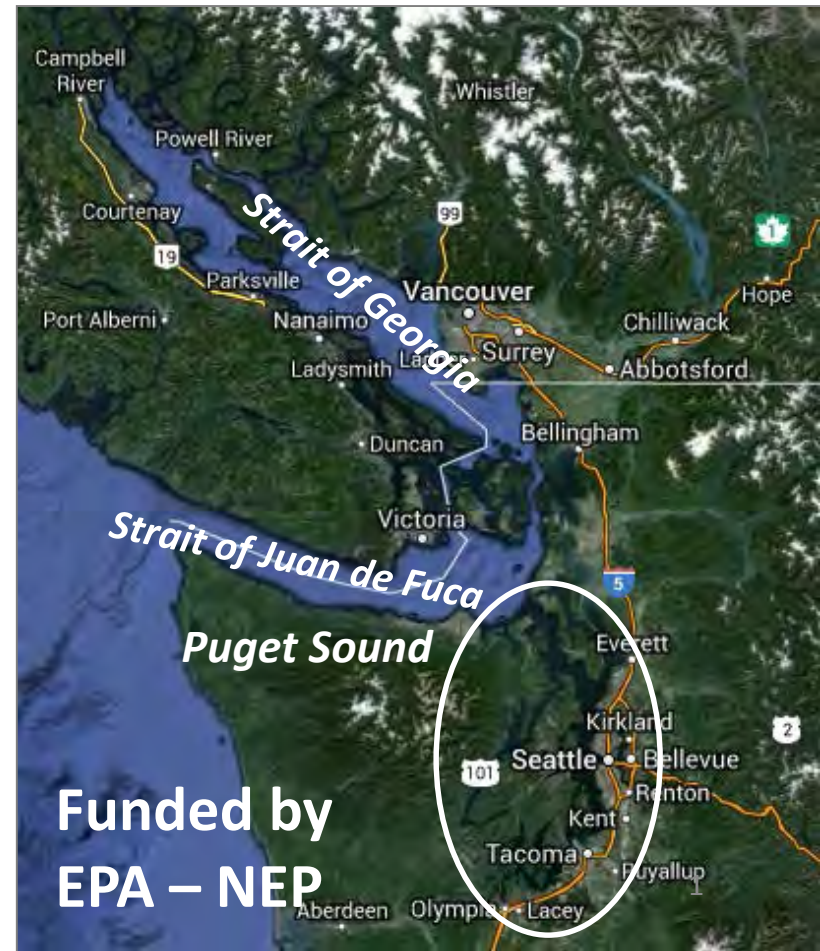 Campbell
River
Whistler
Powell River
Courtenay
99
1
19
Strait of Georgia
Parksville
Vancouver
Hope
Port Alberni
Nanaimo
Chilliwack
Surrey
Ladysmith
Abbotsford
Duncan
Bellingham
Victoria
Strait of Juan de Fuca
5
Puget Sound
Everett
Kirkland
2
101
Seattle
Bellevue
Renton
Funded by
EPA – NEP
Kent
Tacoma
Puyallup
Aberdeen
Olympia
Lacey